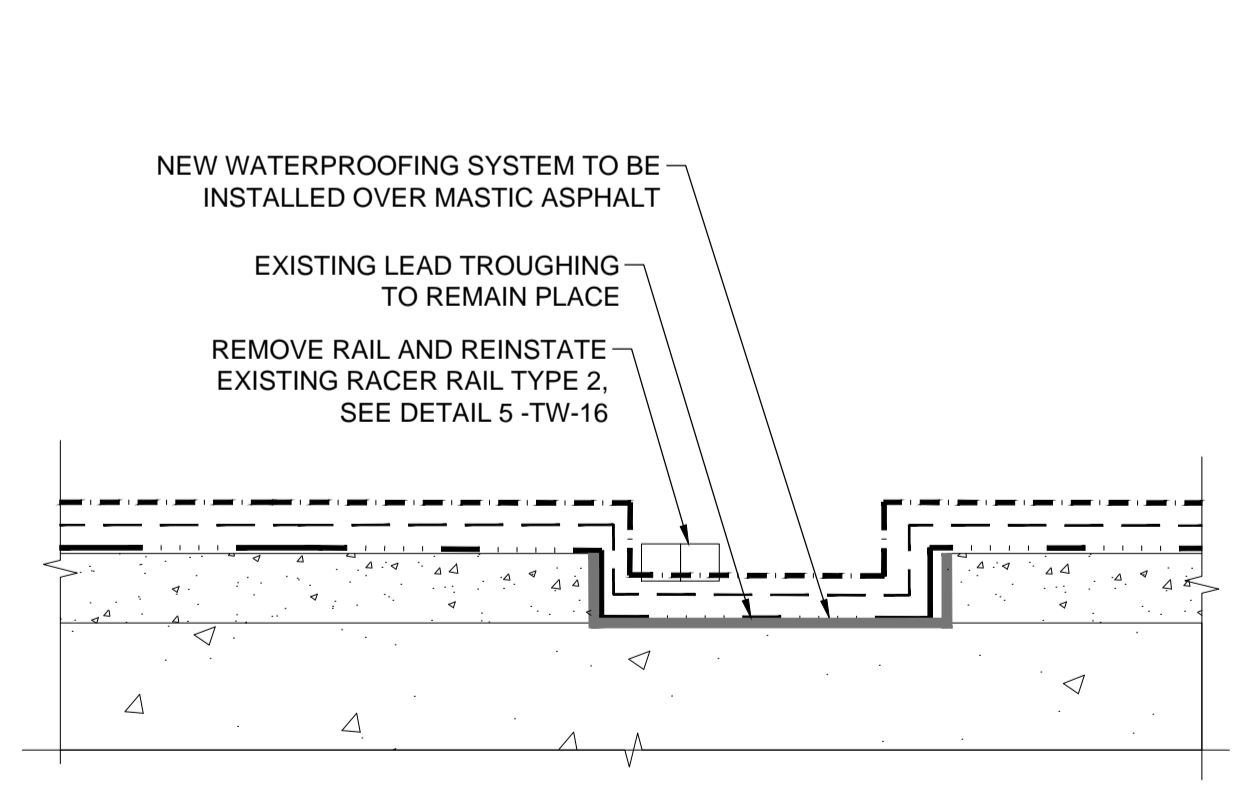 NEW WATERPROOFING SYSTEM TO BE
INSTALLED OVER MASTIC ASPHALT
EXISTING LEAD TROUGHING
TO REMAIN PLACE
REMOVE RAIL AND REINSTATE
EXISTING RACER RAIL TYPE 2,
SEE DETAIL 5 -TW-16